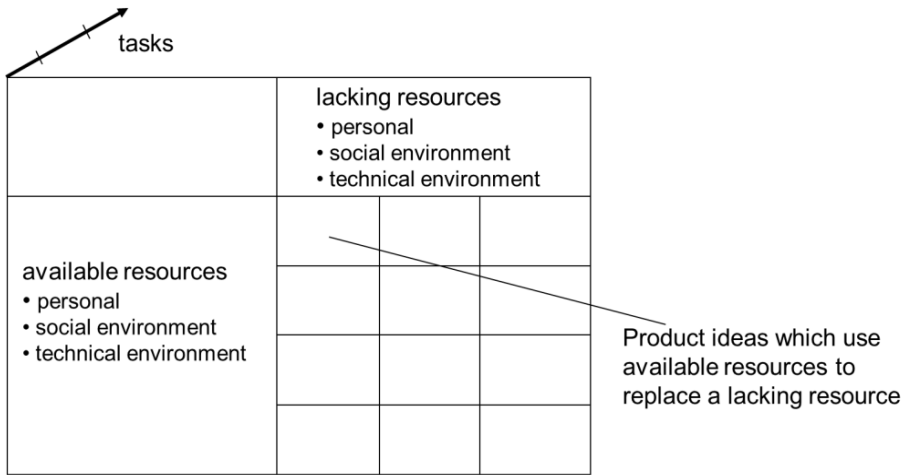 tasks
lacking resources
• personal
• social environment
• technical environment
available resources
• personal
• social environment
• technical environment
Product ideas which use
available resources to
replace a lacking resource